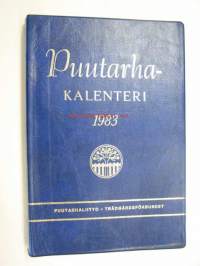 Puutarha-
KALENTERI
1983
PUUTARHALIITTO - TRÄDGÅRDSFÖRBUNDET